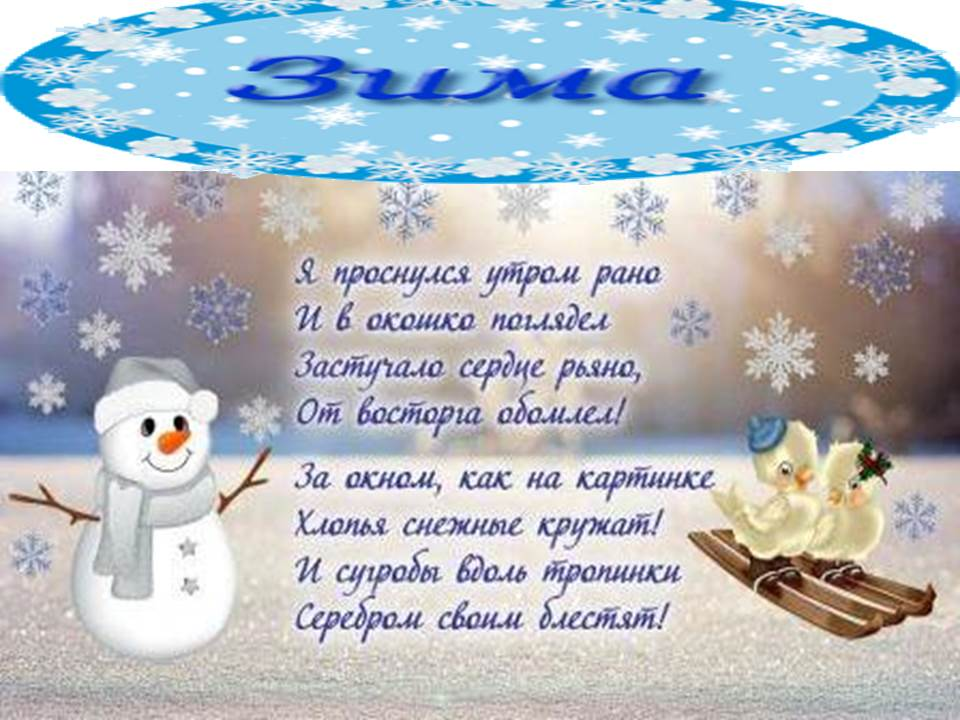 Зима
Я проснулся утром рано
И в окошко поглядел
Застучало сердце рьяно,
От восторга обомлел!
За окном, как на картинке
Хлопья снежные кружат!
И сугробы вдоль тропинки
Серебром своим блестят!